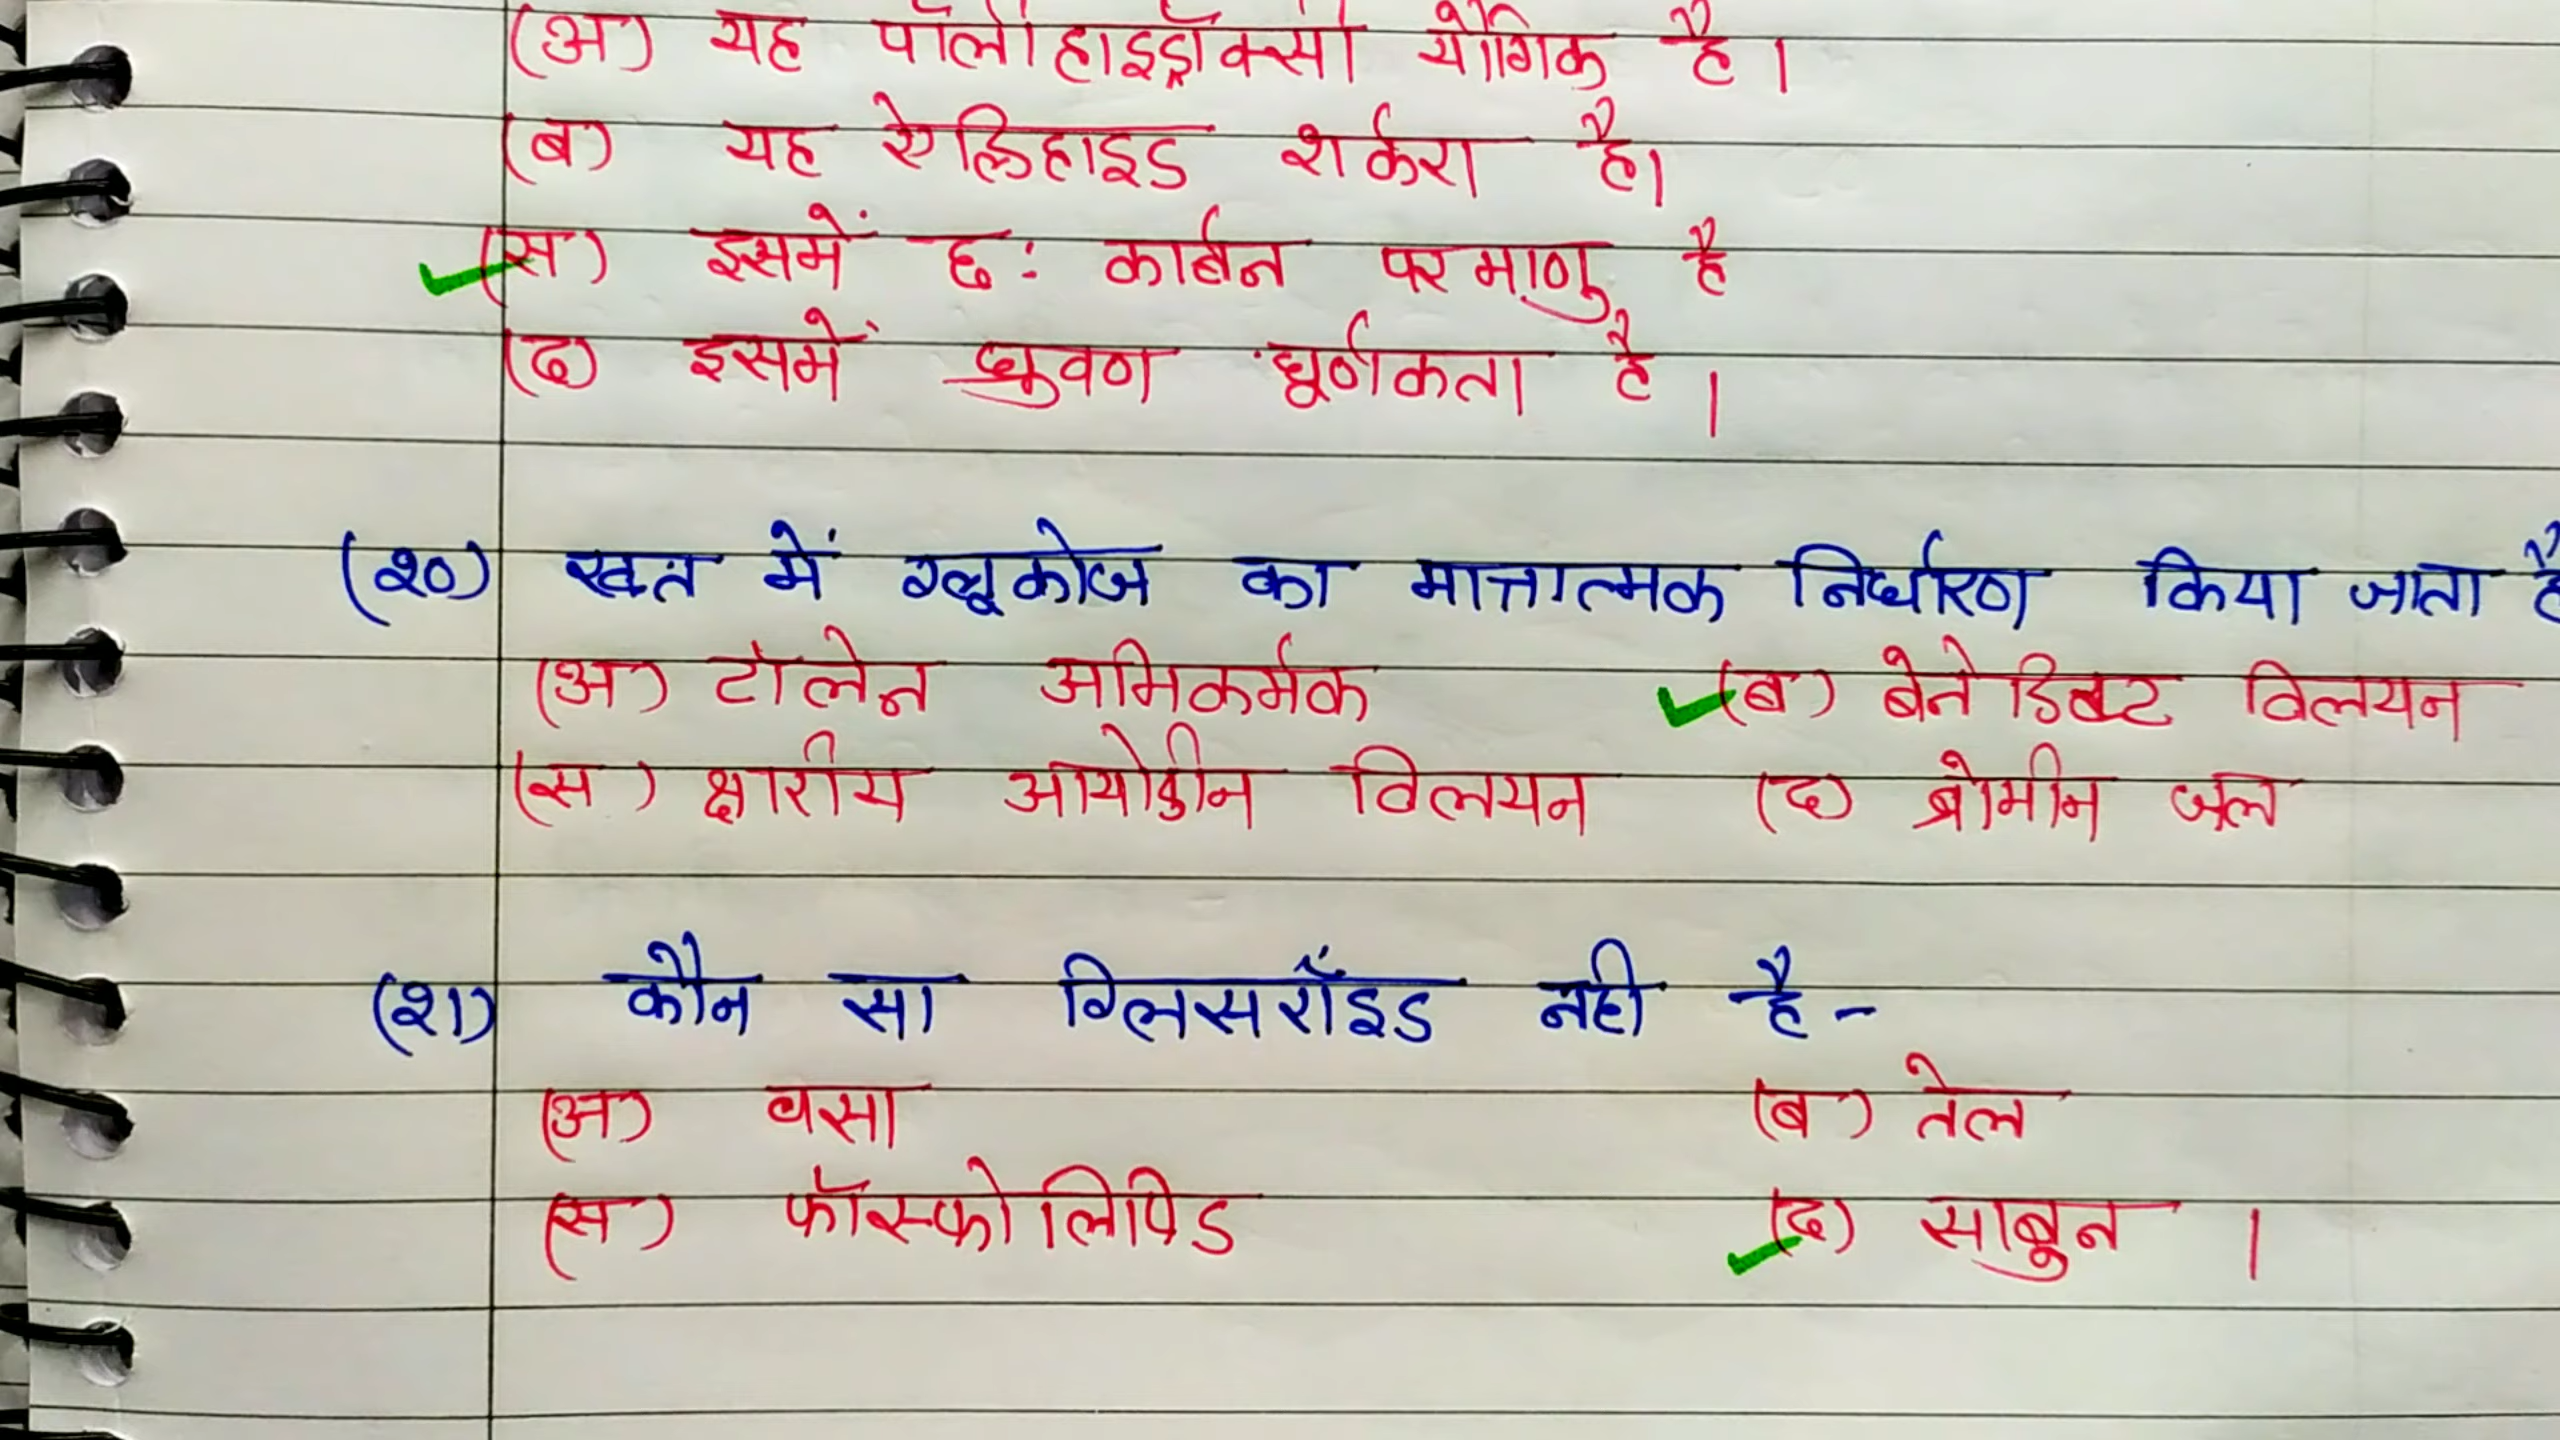 (अ) यह पॉलीहाइड्रॉक्सी यौगिक है।
(ब) यह ऐल्डिहाइड शर्करा है।
(स) इसमें छः कार्बन परमाणु है
(द) इसमें ध्रुवण घूर्णकता है।
(२०) रक्त में ग्लूकोज का मात्रात्मक निर्धारण किया जाता है
(अ) टॉलेन अभिकर्मक (ब) बेनेडिक्ट विलयन
(स) क्षारीय आयोडीन विलयन (द) ब्रोमीन जल
(२१) कौन सा ग्लिसरॉइड नही है -
(अ) वसा (ब) तेल
(स) फॉस्फोलिपिड (द) साबुन ।